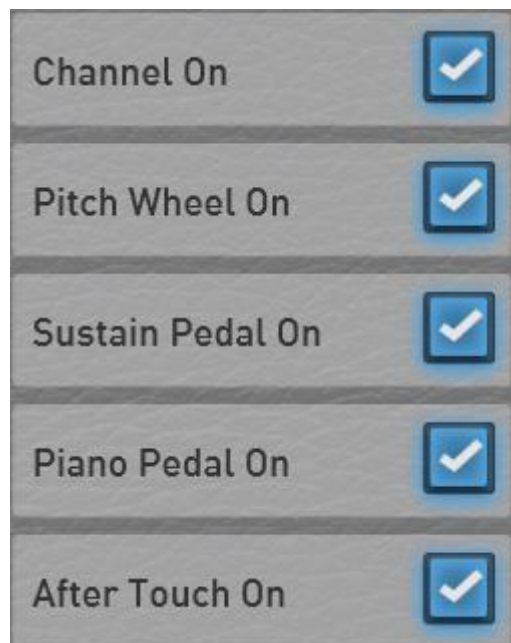 Channel On
Pitch Wheel On
Sustain Pedal On
Piano Pedal On
After Touch On